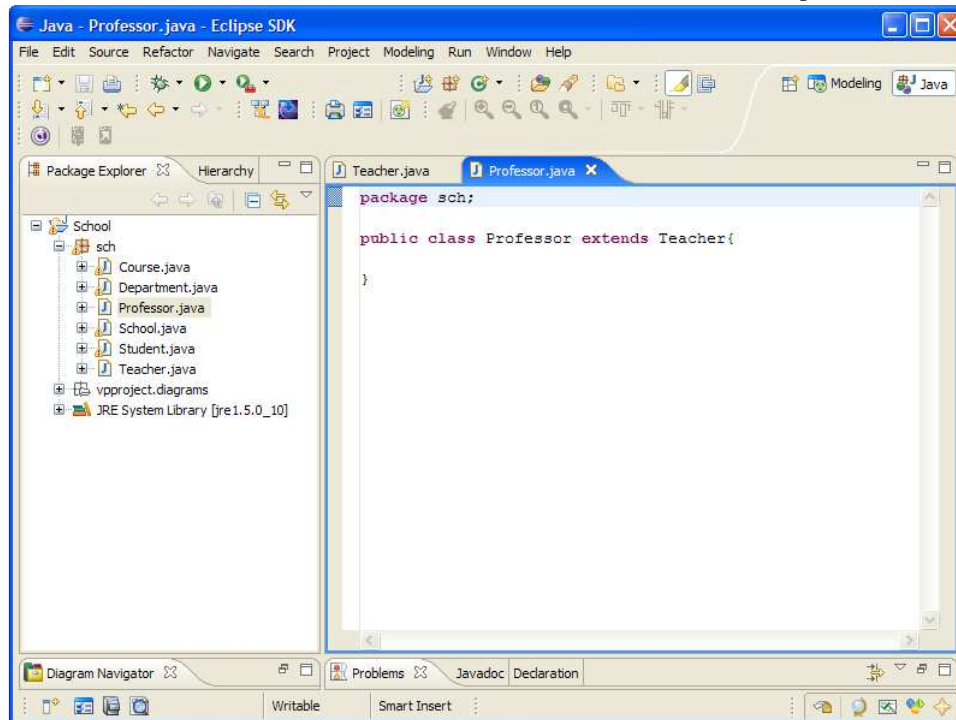 Java - Professor.java - Eclipse SDK
File Edit Source Refactor Navigate Search Project Modeling Run Window Help
Modeling Java
Package Explorer Hierarchy
Teacher.java Professor.java
School
sch
Course.java
Department.java
Professor.java
School.java
Student.java
Teacher.java
vpproject.diagrams
JRE System Library [jre1.5.0_10]
package sch;
public class Professor extends Teacher{
}
Diagram Navigator
Problems Javadoc Declaration
Writable Smart Insert